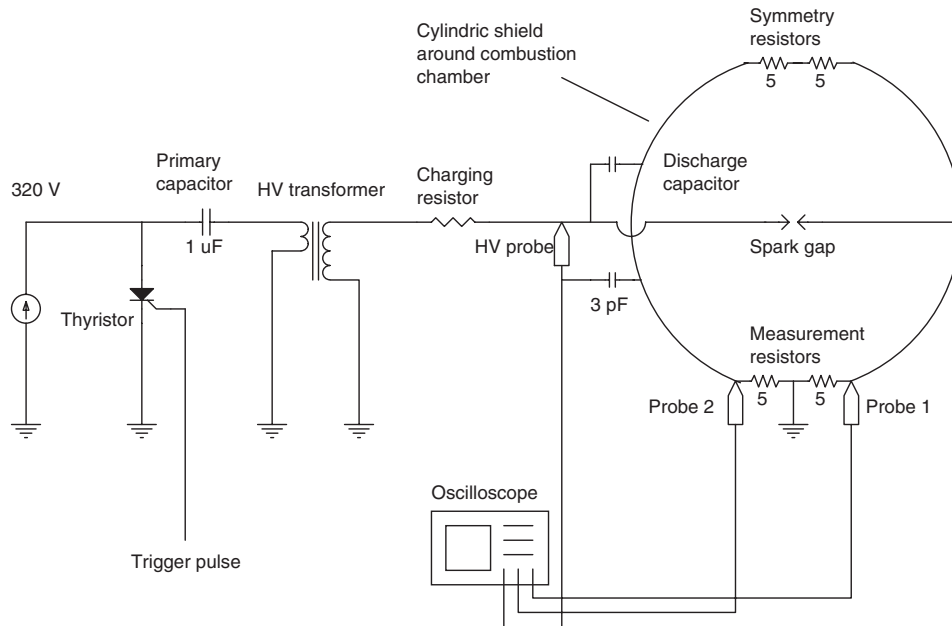 Cylindric shield
around combustion
chamber
Symmetry
resistors
5 5
Primary
capacitor
320 V
HV transformer
Charging
resistor
Discharge
capacitor
1 uF
HV probe
Spark gap
Thyristor
3 pF
Measurement
resistors
5 5
Probe 2
Probe 1
Oscilloscope
Trigger pulse